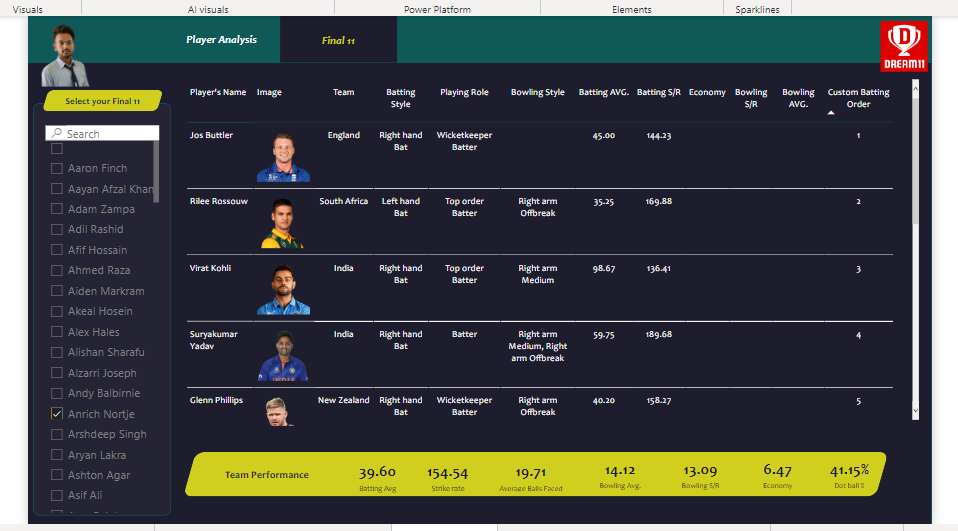 Visuals AI visuals Power Platform Elements Sparklines
Player Analysis Final 11
DREAM11
Select your Final 11
Search
Aaron Finch
Aayan Afzal Khan
Adam Zampa
Adil Rashid
Afif Hossain
Ahmed Raza
Aiden Markram
Akeal Hosein
Alex Hales
Alishan Sharafu
Alzarri Joseph
Andy Balbirnie
Anrich Nortje
Arshdeep Singh
Aryan Lakra
Ashton Agar
Asif Ali
Player's Name Image Team Batting Style Playing Role Bowling Style Batting AVG. Batting S/R Economy Bowling S/R Bowling AVG. Custom Batting Order
Jos Buttler England Right hand Bat Wicketkeeper Batter 45.00 144.23 1
Rilee Rossouw South Africa Left hand Bat Top order Batter Right arm Offbreak 35.25 169.88 2
Virat Kohli India Right hand Bat Top order Batter Right arm Medium 98.67 136.41 3
Suryakumar Yadav India Right hand Bat Batter Right arm Medium, Right arm Offbreak 59.75 189.68 4
Glenn Phillips New Zealand Right hand Bat Wicketkeeper Batter Right arm Offbreak 40.20 158.27 5
Team Performance
39.60 154.54 19.71 14.12 13.09 6.47 41.15%
Batting Avg Strike rate Average Balls Faced Bowling Avg. Bowling S/R Economy Dot ball %